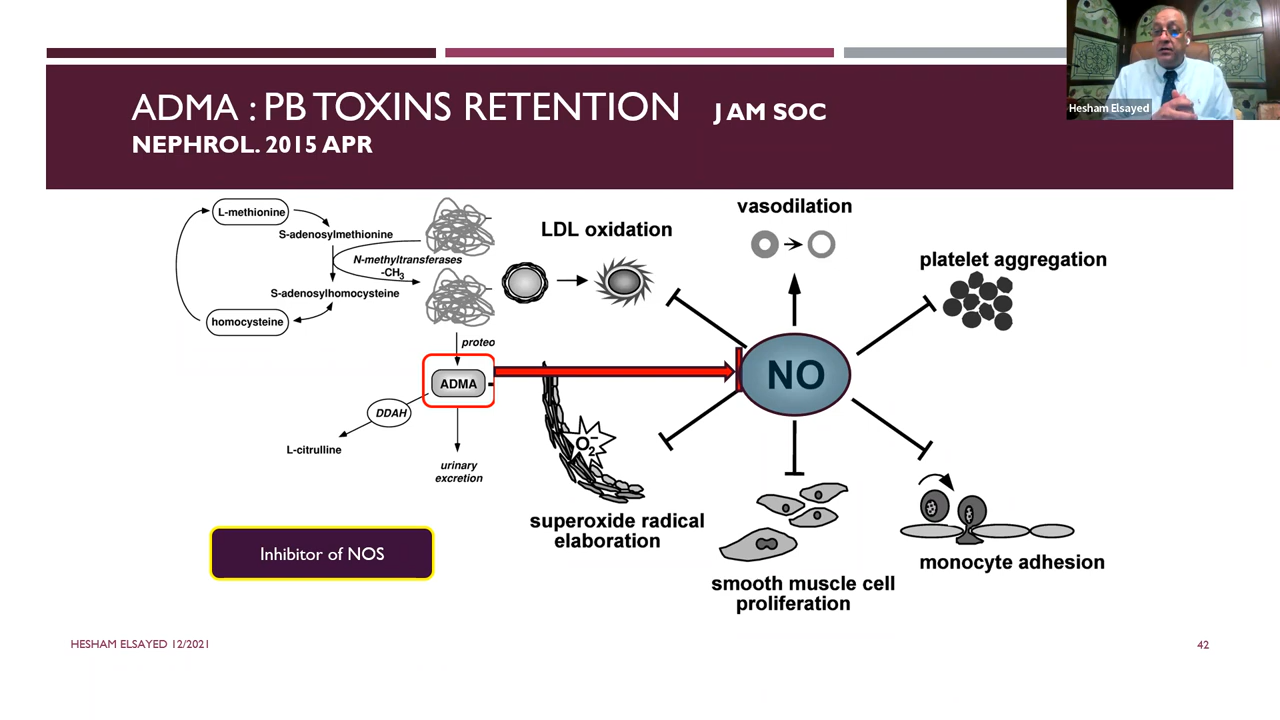 Hesham Elsayed
ADMA : PB TOXINS RETENTION J AM SOC
NEPHROL. 2015 APR
L-methionine
S-adenosylmethionine
N-methyltransferases
-CH3
S-adenosylhomocysteine
homocysteine
proteo
ADMA
DDAH
L-citrulline
urinary
excretion
Inhibitor of NOS
LDL oxidation
vasodilation
platelet aggregation
NO
O2−
superoxide radical
elaboration
smooth muscle cell
proliferation
monocyte adhesion
HESHAM ELSAYED 12/2021
42